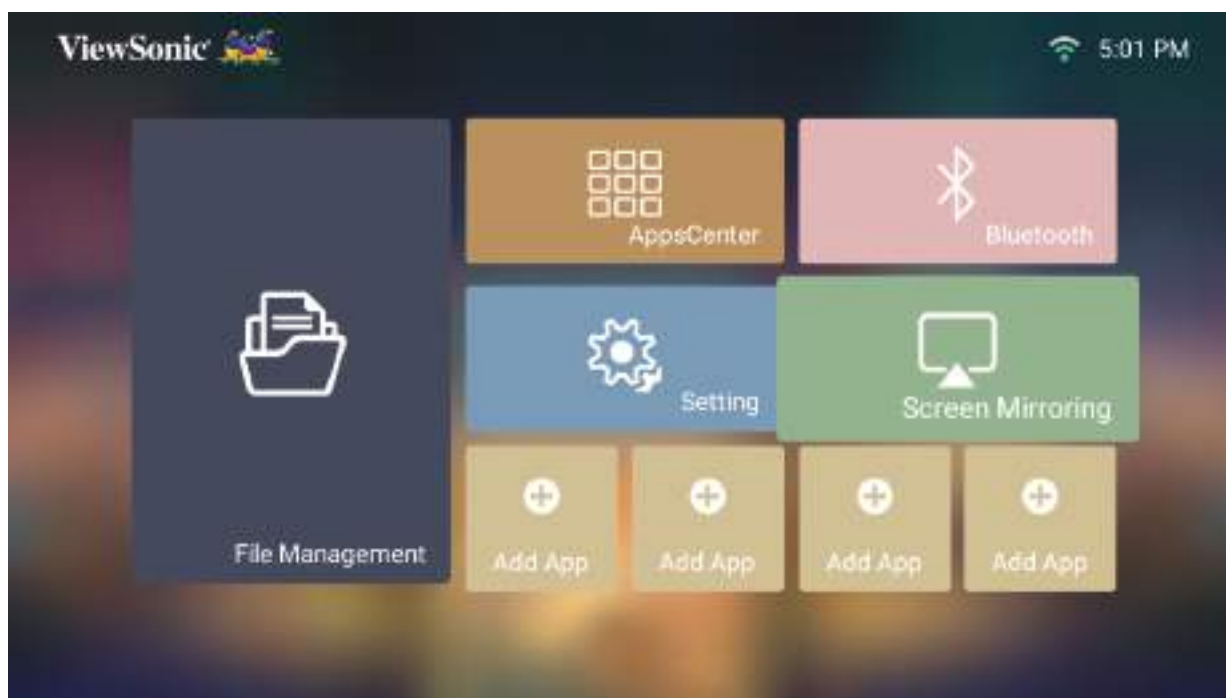 ViewSonic
5:01 PM
AppsCenter
Bluetooth
Setting
Screen Mirroring
File Management
Add App
Add App
Add App
Add App